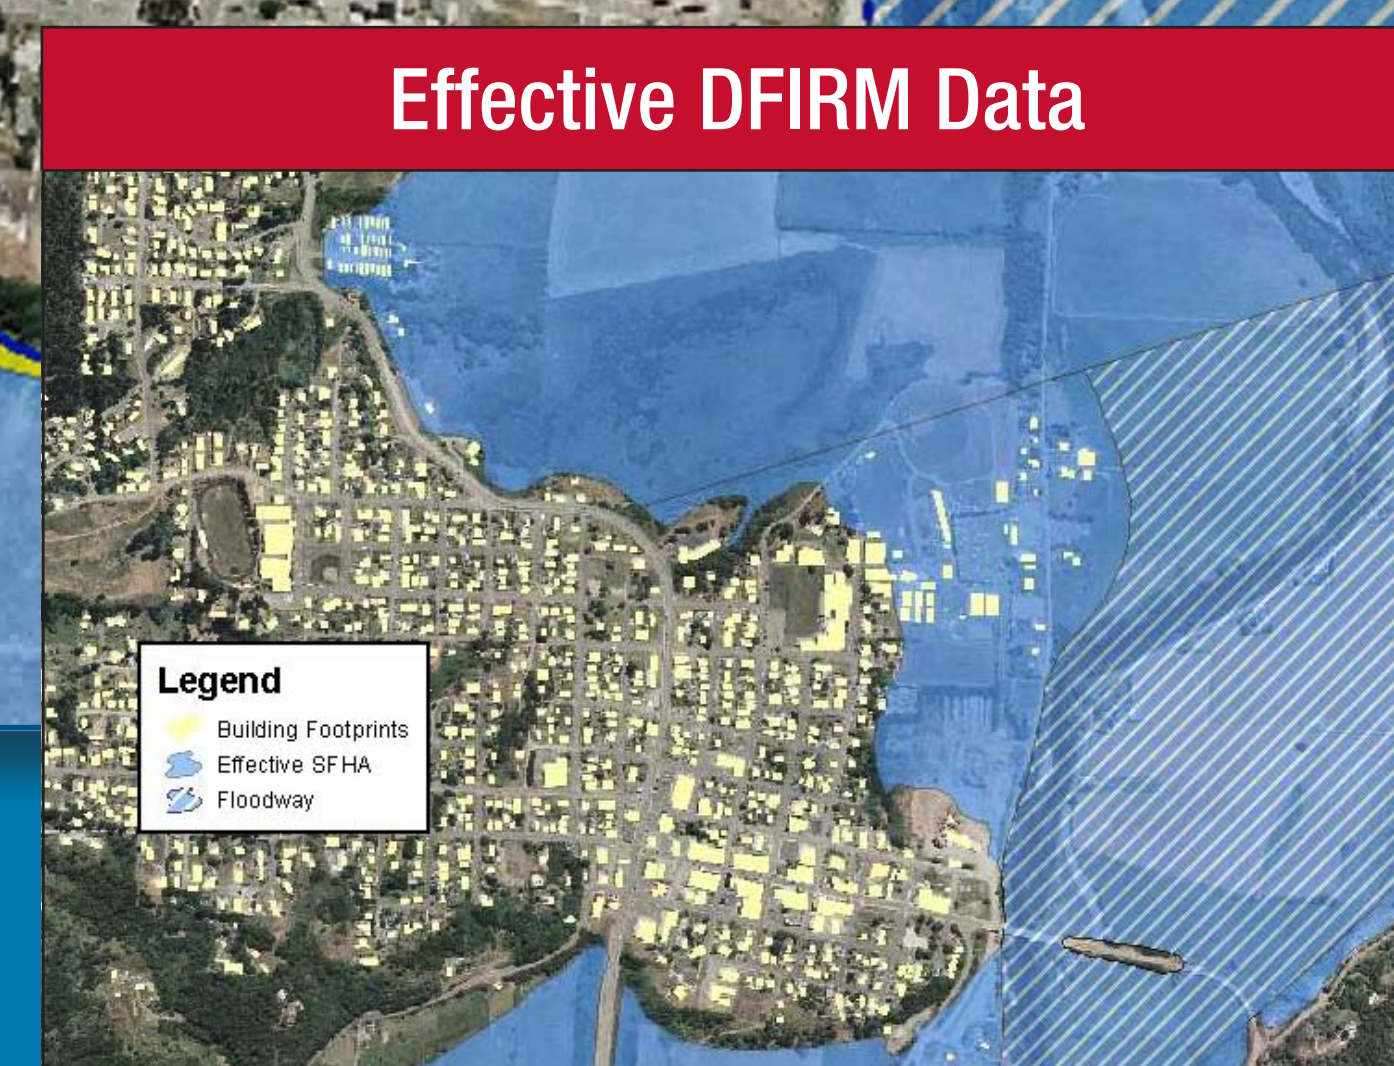 Effective DFIRM Data
Legend
Building Footprints
Effective SFHA
Floodway